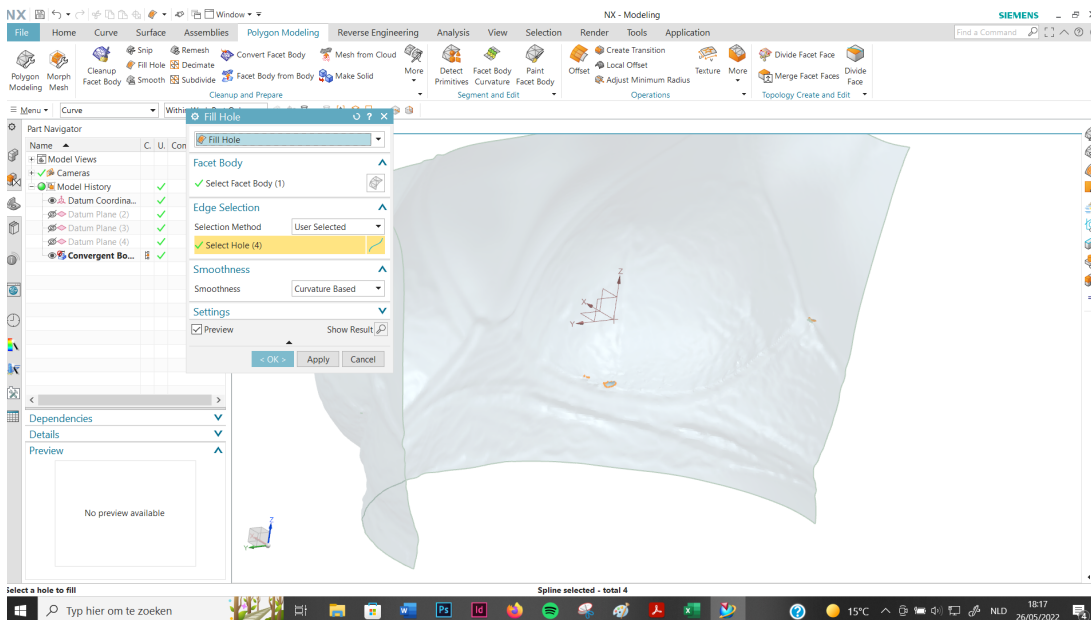 NX Window NX - Modeling SIEMENS
File Home Curve Surface Assemblies Polygon Modeling Reverse Engineering Analysis View Selection Render Tools Application Find a Command
Polygon Modeling
Morph Mesh
Cleanup Facet Body
Snip
Fill Hole
Smooth
Remesh
Decimate
Subdivide
Convert Facet Body
Facet Body from Body
Mesh from Cloud
Make Solid
More
Cleanup and Prepare
Detect Primitives
Facet Body Curvature
Paint Facet Body
Segment and Edit
Offset
Create Transition
Local Offset
Adjust Minimum Radius
Texture
More
Operations
Divide Facet Face
Merge Facet Faces
Divide Face
Topology Create and Edit
Menu Curve
Part Navigator
Name C. U.
Model Views
Cameras
Model History
Datum Coordina...
Datum Plane (2)
Datum Plane (3)
Datum Plane (4)
Convergent Bo...
Dependencies
Details
Preview
No preview available
Fill Hole ?
Fill Hole
Facet Body
Select Facet Body (1)
Edge Selection
Selection Method User Selected
Select Hole (4)
Smoothness
Smoothness Curvature Based
Settings
Preview Show Result
< OK > Apply Cancel
Z
X
Y
Z
Y
Select a hole to fill Spline selected - total 4
Typ hier om te zoeken
15°C NLD 18:17
26/05/2022